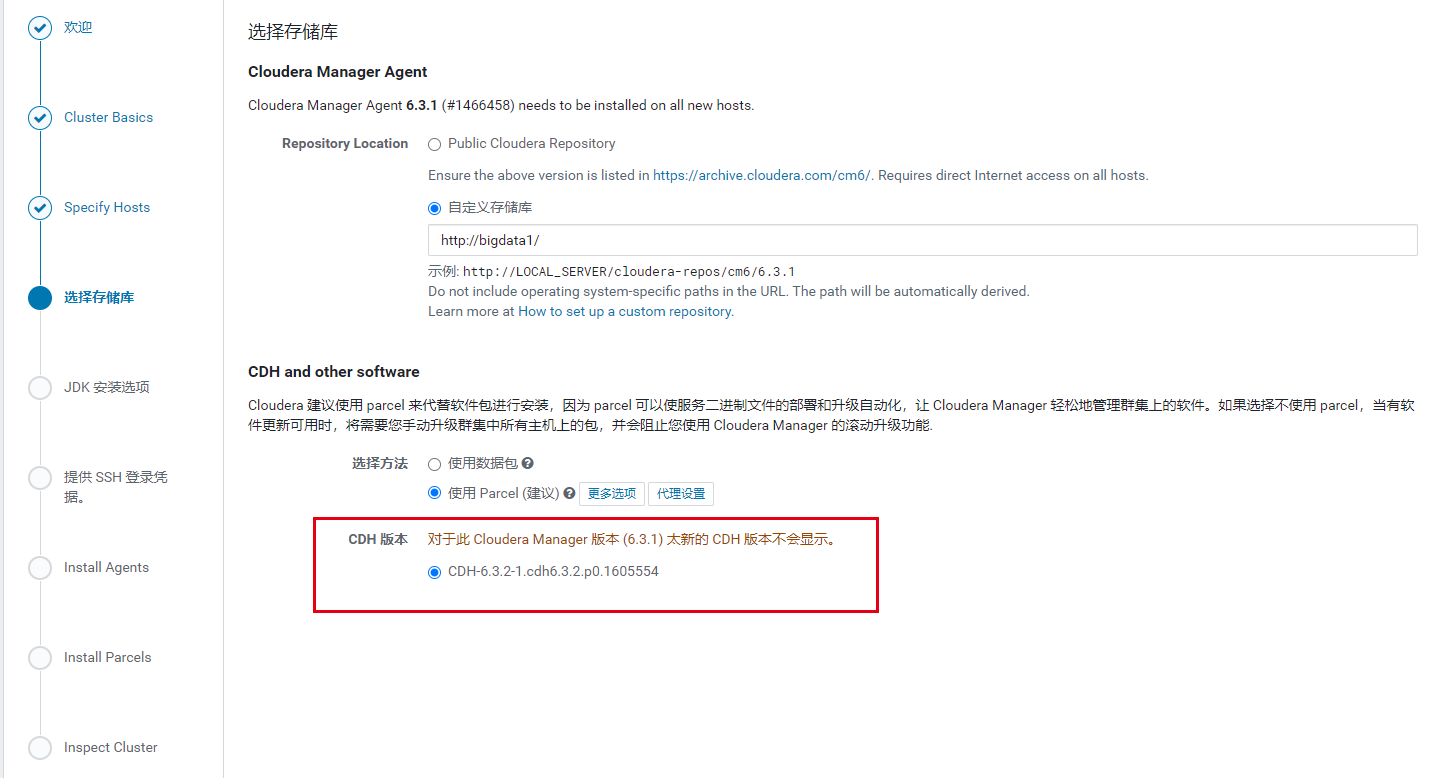 欢迎
Cluster Basics
Specify Hosts
选择存储库
JDK 安装选项
提供 SSH 登录凭
据。
Install Agents
Install Parcels
Inspect Cluster
选择存储库
Cloudera Manager Agent
Cloudera Manager Agent 6.3.1 (#1466458) needs to be installed on all new hosts.
Repository Location
Public Cloudera Repository
Ensure the above version is listed in https://archive.cloudera.com/cm6/. Requires direct Internet access on all hosts.
自定义存储库
http://bigdata1/
示例: http://LOCAL_SERVER/cloudera-repos/cm6/6.3.1
Do not include operating system-specific paths in the URL. The path will be automatically derived.
Learn more at How to set up a custom repository.
CDH and other software
Cloudera 建议使用 parcel 来代替软件包进行安装，因为 parcel 可以使服务二进制文件的部署和升级自动化，让 Cloudera Manager 轻松地管理群集上的软件。如果选择不使用 parcel，当有软
件更新可用时，将需要您手动升级群集中所有主机上的包，并会阻止您使用 Cloudera Manager 的滚动升级功能.
选择方法
使用数据包 ?
使用 Parcel (建议) ? 更多选项 代理设置
CDH 版本
对于此 Cloudera Manager 版本 (6.3.1) 太新的 CDH 版本不会显示。
CDH-6.3.2-1.cdh6.3.2.p0.1605554